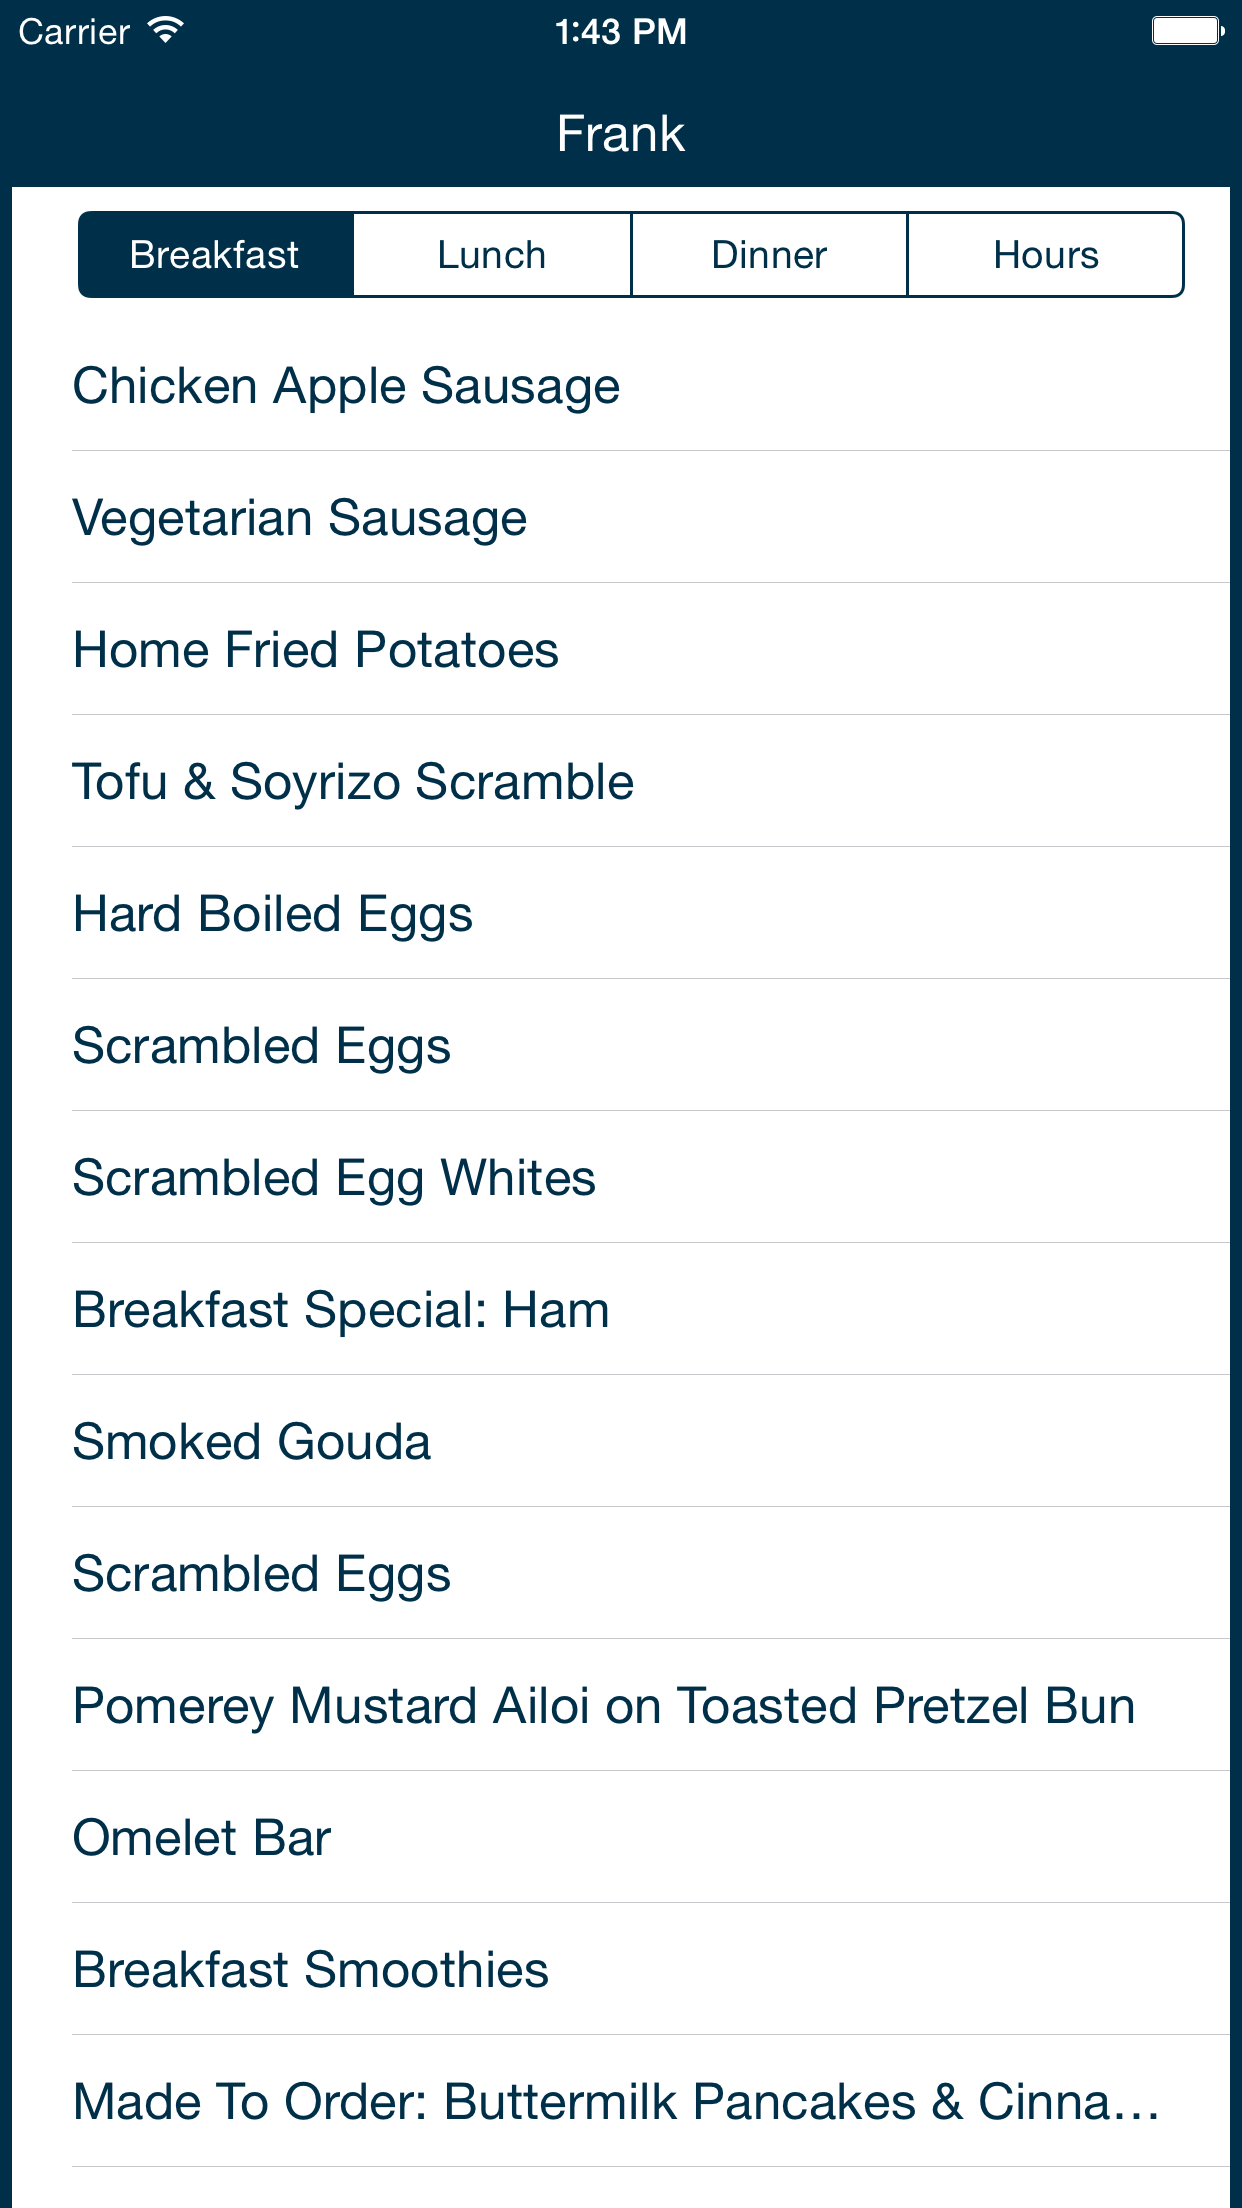 Carrier 1:43 PM
Frank
Breakfast Lunch Dinner Hours
Chicken Apple Sausage
Vegetarian Sausage
Home Fried Potatoes
Tofu & Soyrizo Scramble
Hard Boiled Eggs
Scrambled Eggs
Scrambled Egg Whites
Breakfast Special: Ham
Smoked Gouda
Scrambled Eggs
Pomerey Mustard Ailoi on Toasted Pretzel Bun
Omelet Bar
Breakfast Smoothies
Made To Order: Buttermilk Pancakes & Cinna…